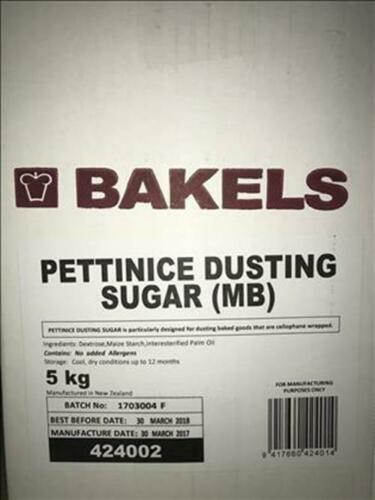 BAKELS
PETTINICE DUSTING
SUGAR (MB)
PETTINICE DUSTING SUGAR is particularly designed for dusting baked goods that are cellophane wrapped.
Ingredients: Dextrose,Maize Starch,Interesterified Palm Oil
Contains: No added Allergens
Storage: Cool, dry conditions up to 12 months
5 kg
Manufactured in New Zealand
FOR MANUFACTURING
PURPOSES ONLY
BATCH No: 1703004 F
BEST BEFORE DATE: 30 MARCH 2018
MANUFACTURE DATE: 30 MARCH 2017
424002
9 417660 424014